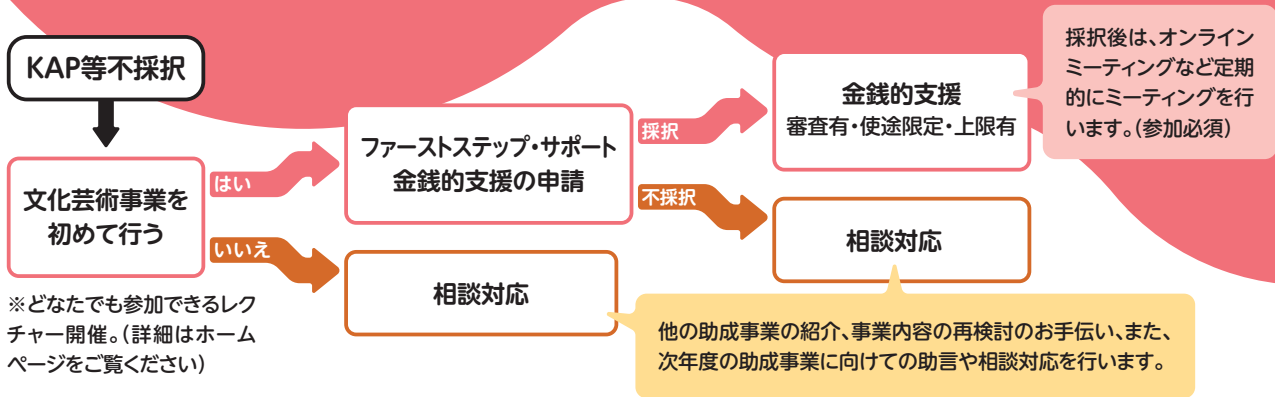 KAP等不採択
文化芸術事業を
初めて行う
※どなたでも参加できるレク
チャー開催。(詳細はホーム
ページをご覧ください)
はい
いいえ
ファーストステップ・サポート
金銭的支援の申請
相談対応
採択
不採択
金銭的支援
審査有・使途限定・上限有
相談対応
採択後は、オンライン
ミーティングなど定期
的にミーティングを行
います。(参加必須)
他の助成事業の紹介、事業内容の再検討のお手伝い、また、
次年度の助成事業に向けての助言や相談対応を行います。